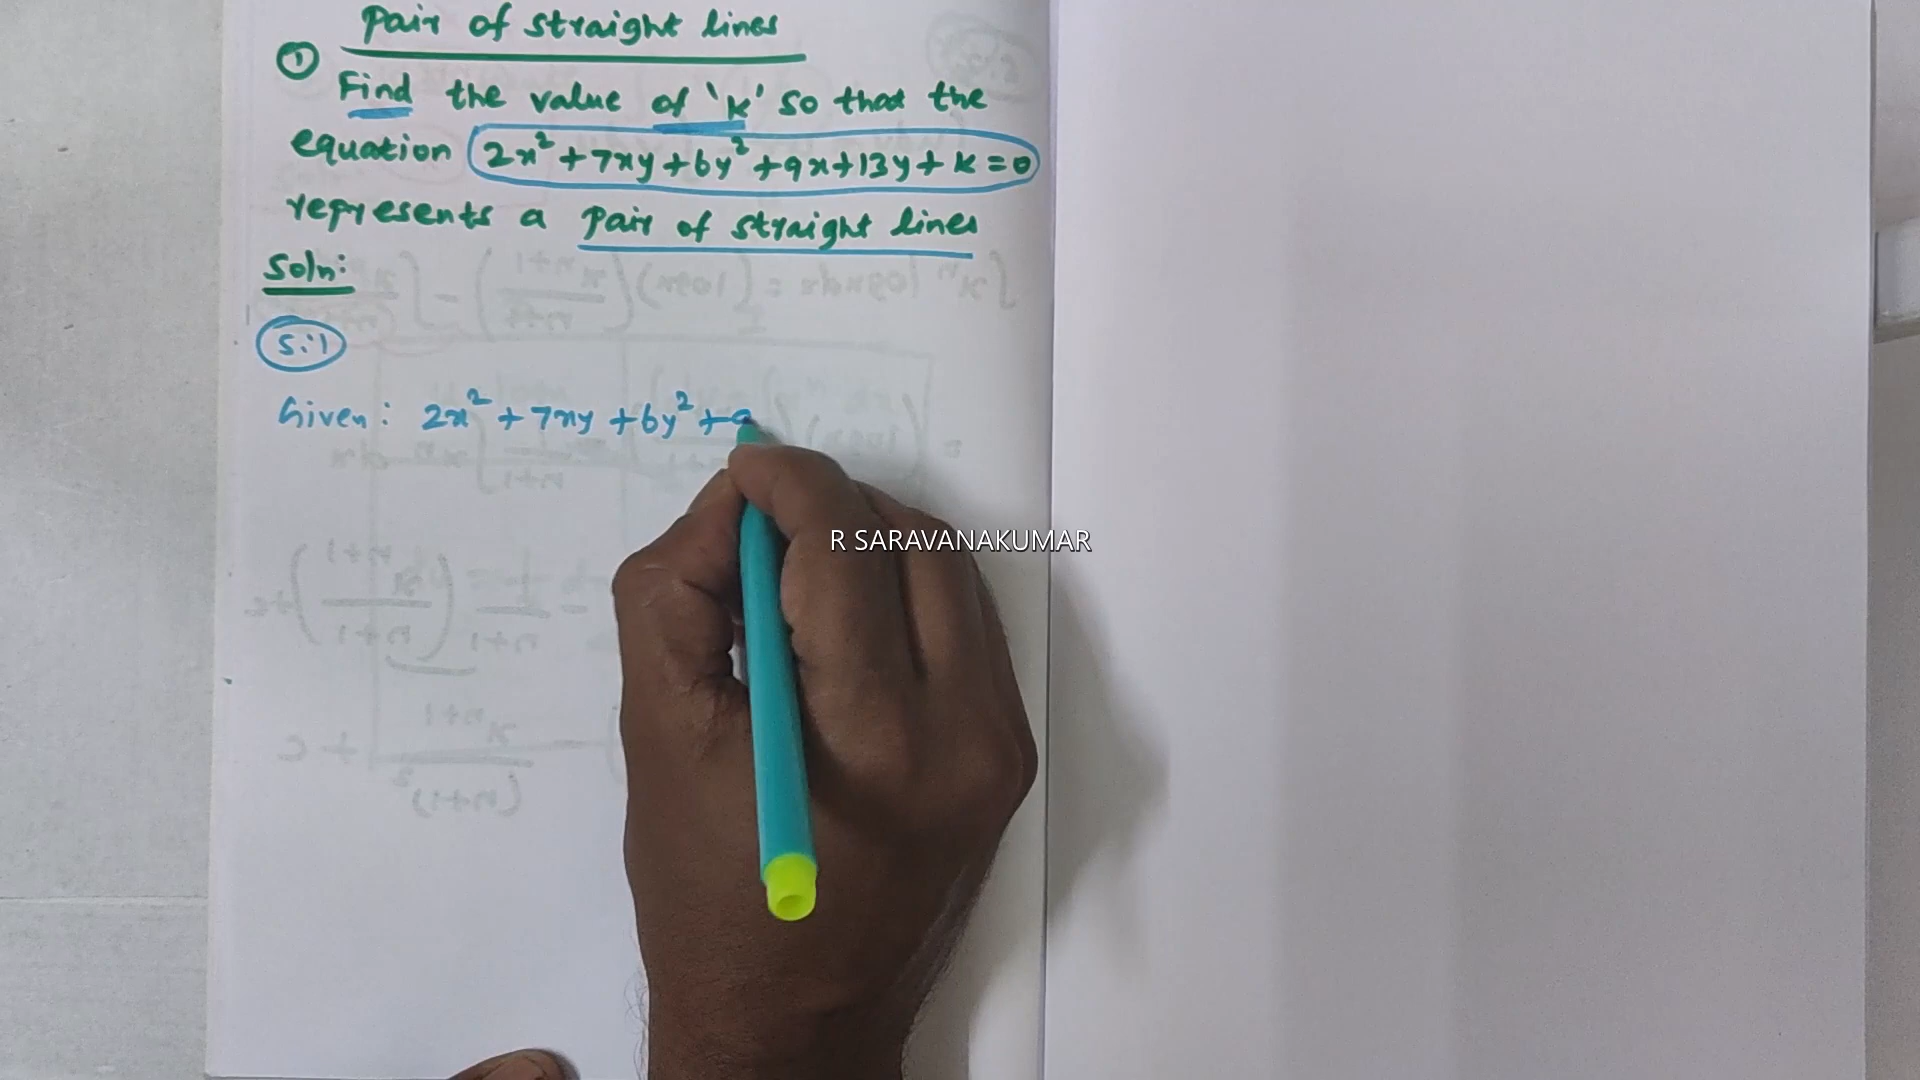 Pair of straight lines
① Find the value of 'k' so that the
equation 2x² + 7xy + 6y² + 9x + 13y + k = 0
represents a pair of straight lines
Soln:
S:1
Given: 2x² + 7xy + 6y² + 9
R SARAVANAKUMAR